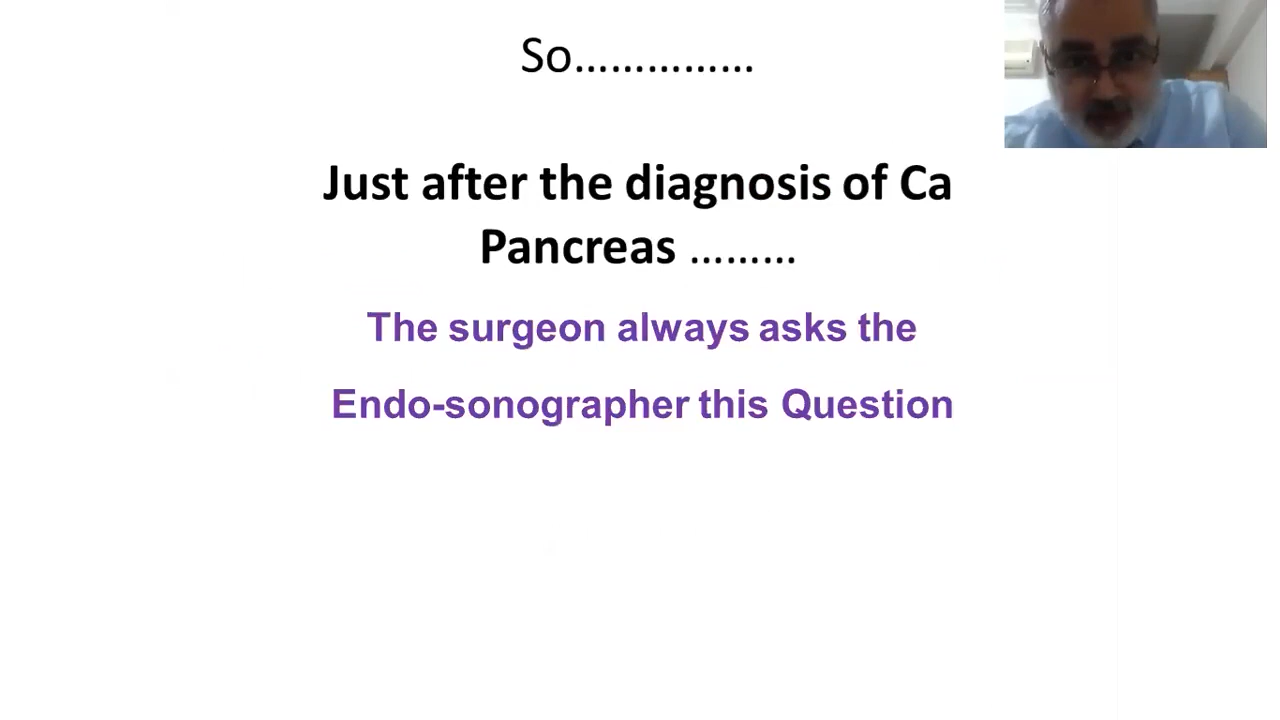 So……………
Just after the diagnosis of Ca
Pancreas ………
The surgeon always asks the
Endo-sonographer this Question